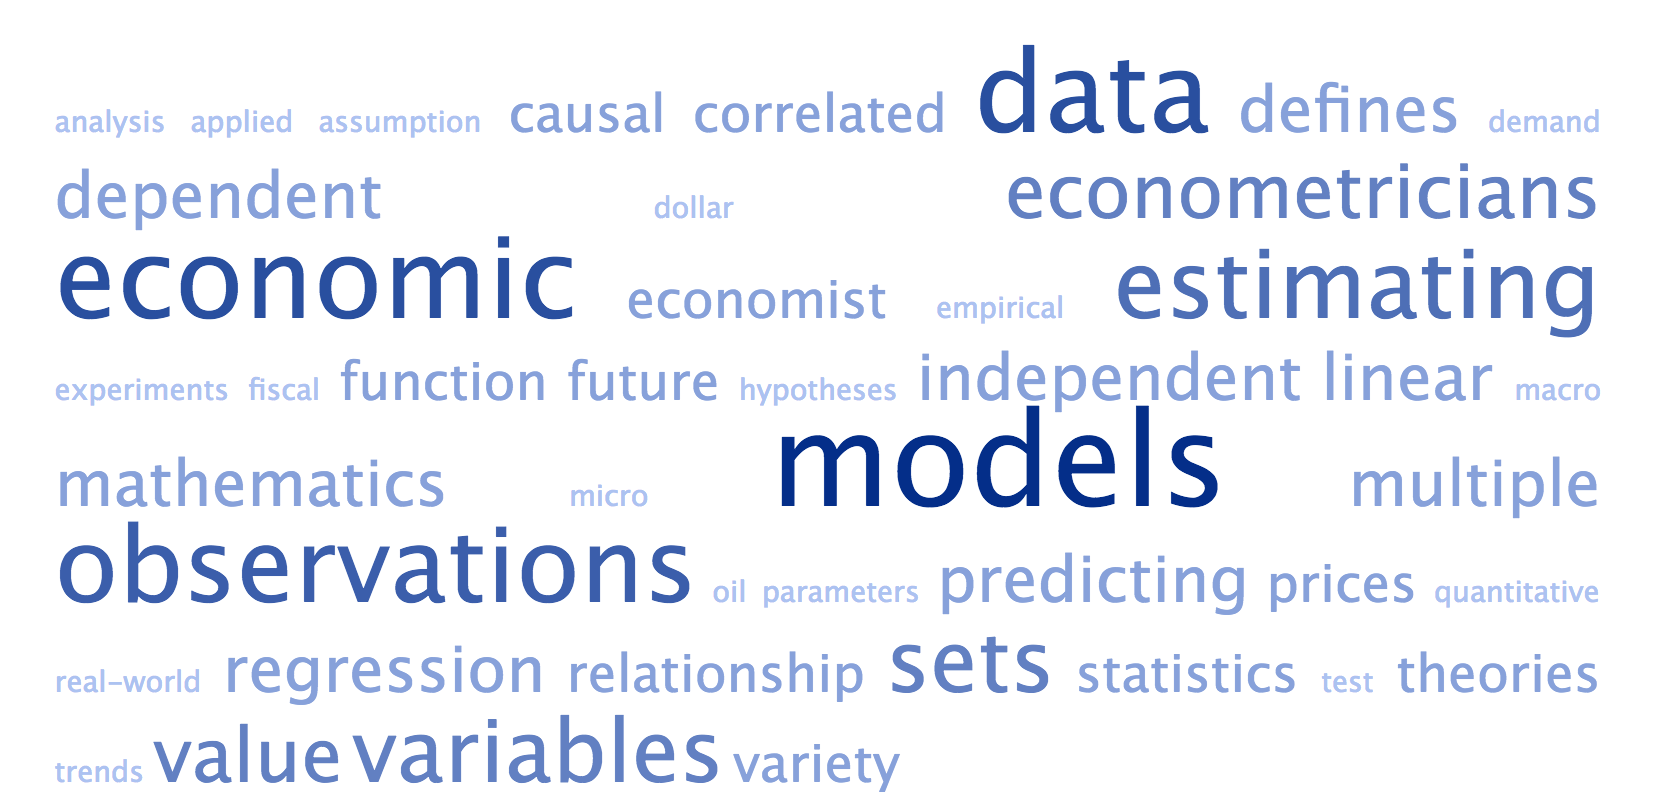 analysis applied assumption causal correlated data defines demand
dependent dollar econometricians
economic economist empirical estimating
experiments fiscal function future hypotheses independent linear macro
mathematics micro models multiple
observations oil parameters predicting prices quantitative
real-world regression relationship sets statistics test theories
trends value variables variety